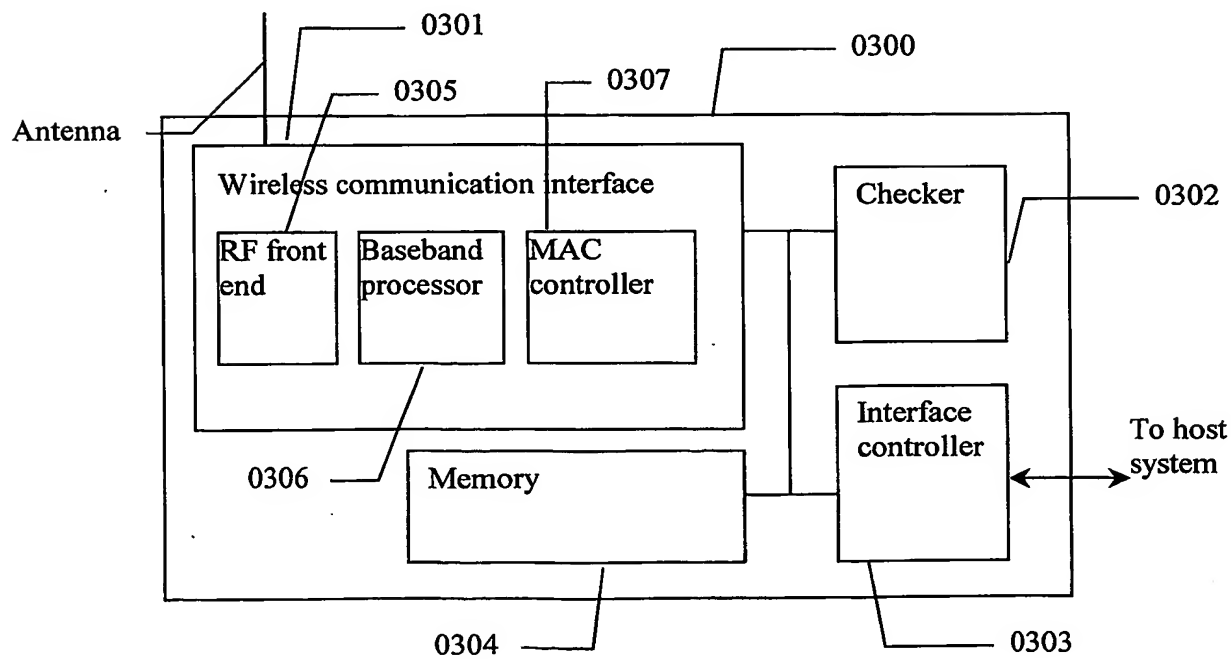 0301
0300
0305
0307
Antenna
Wireless communication interface
Checker
0302
RF front
end
Baseband
processor
MAC
controller
Interface
controller
To host
system
0306
Memory
0304
0303